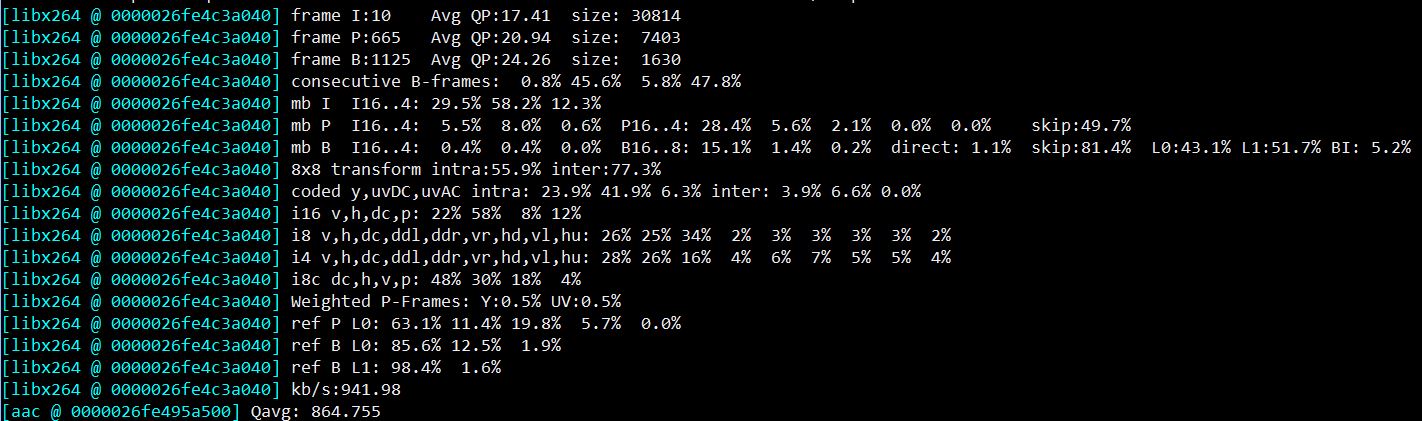 [libx264 @ 0000026fe4c3a040] frame I:10    Avg QP:17.41  size: 30814
[libx264 @ 0000026fe4c3a040] frame P:665   Avg QP:20.94  size:  7403
[libx264 @ 0000026fe4c3a040] frame B:1125  Avg QP:24.26  size:  1630
[libx264 @ 0000026fe4c3a040] consecutive B-frames:  0.8% 45.6%  5.8% 47.8%
[libx264 @ 0000026fe4c3a040] mb I  I16..4: 29.5% 58.2% 12.3%
[libx264 @ 0000026fe4c3a040] mb P  I16..4:  5.5%  8.0%  0.6%  P16..4: 28.4%  5.6%  2.1%  0.0%  0.0%    skip:49.7%
[libx264 @ 0000026fe4c3a040] mb B  I16..4:  0.4%  0.4%  0.0%  B16..8: 15.1%  1.4%  0.2%  direct: 1.1%  skip:81.4%  L0:43.1% L1:51.7% BI: 5.2%
[libx264 @ 0000026fe4c3a040] 8x8 transform intra:55.9% inter:77.3%
[libx264 @ 0000026fe4c3a040] coded y,uvDC,uvAC intra: 23.9% 41.9% 6.3% inter: 3.9% 6.6% 0.0%
[libx264 @ 0000026fe4c3a040] i16 v,h,dc,p: 22% 58%  8% 12%
[libx264 @ 0000026fe4c3a040] i8 v,h,dc,ddl,ddr,vr,hd,vl,hu: 26% 25% 34%  2%  3%  3%  3%  3%  2%
[libx264 @ 0000026fe4c3a040] i4 v,h,dc,ddl,ddr,vr,hd,vl,hu: 28% 26% 16%  4%  6%  7%  5%  5%  4%
[libx264 @ 0000026fe4c3a040] i8c dc,h,v,p: 48% 30% 18%  4%
[libx264 @ 0000026fe4c3a040] Weighted P-Frames: Y:0.5% UV:0.5%
[libx264 @ 0000026fe4c3a040] ref P L0: 63.1% 11.4% 19.8%  5.7%  0.0%
[libx264 @ 0000026fe4c3a040] ref B L0: 85.6% 12.5%  1.9%
[libx264 @ 0000026fe4c3a040] ref B L1: 98.4%  1.6%
[libx264 @ 0000026fe4c3a040] kb/s:941.98
[aac @ 0000026fe495a500] Qavg: 864.755